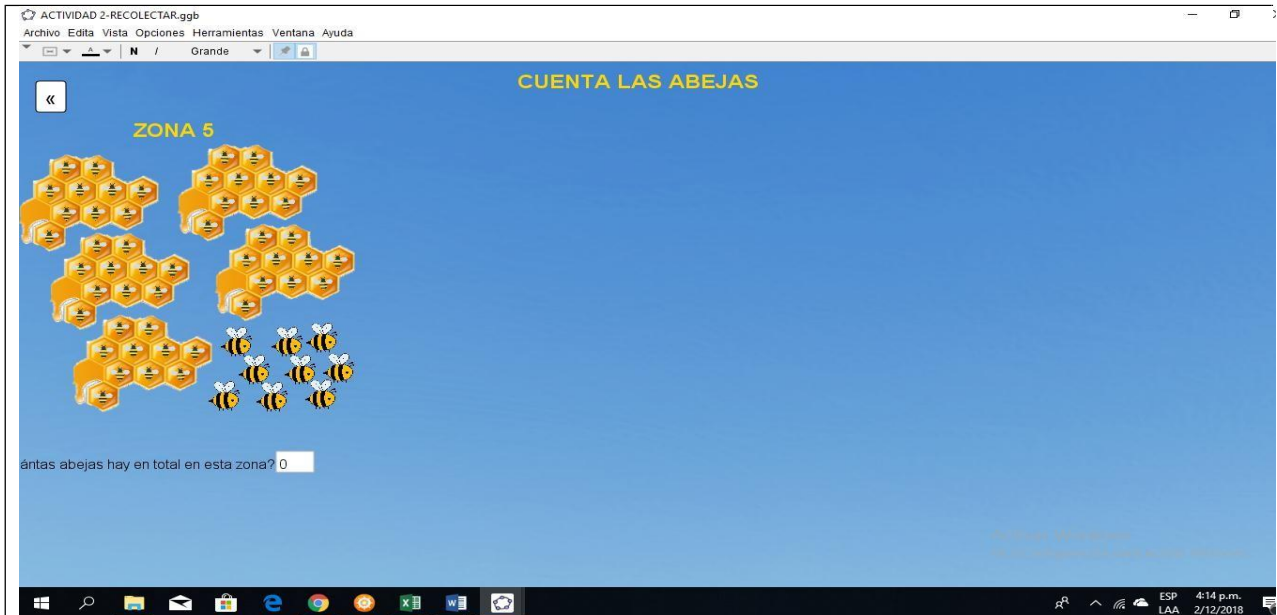 ACTIVIDAD 2-RECOLECTAR.ggb
Archivo Edita Vista Opciones Herramientas Ventana Ayuda
A N I Grande
«
CUENTA LAS ABEJAS
ZONA 5
ántas abejas hay en total en esta zona? 0
ESP 4:14 p.m.
LAA 2/12/2018